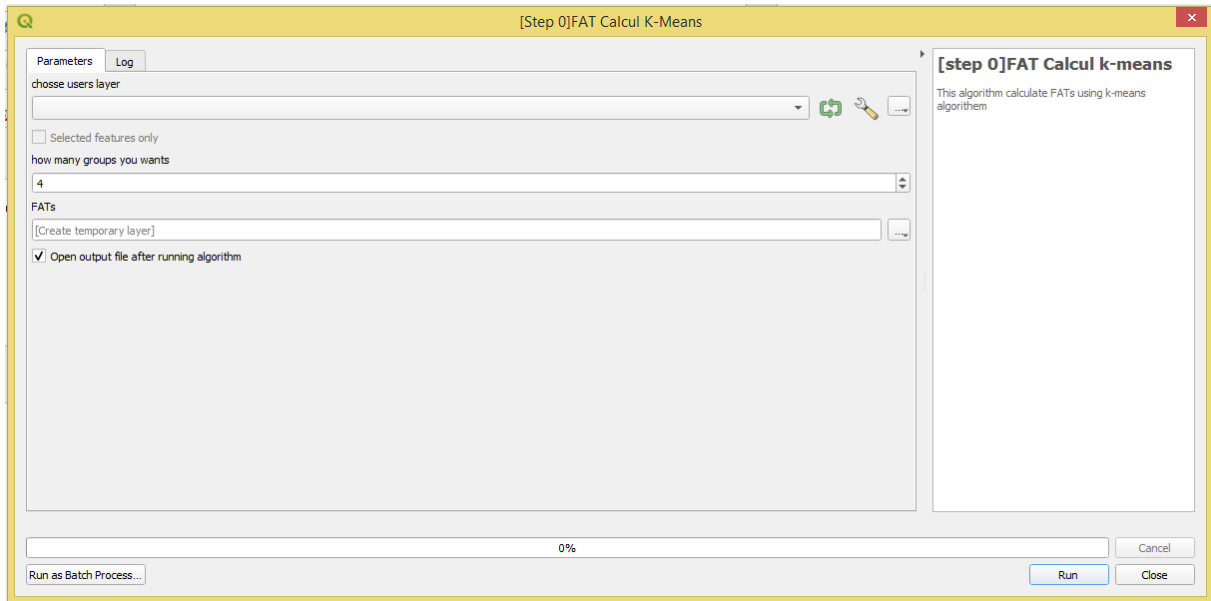 [Step 0]FAT Calcul K-Means
Parameters
Log
chosse users layer
...
Selected features only
how many groups you wants
4
FATs
[Create temporary layer]
...
Open output file after running algorithm
[step 0]FAT Calcul k-means
This algorithm calculate FATs using k-means
algorithem
0%
Cancel
Run as Batch Process...
Run
Close